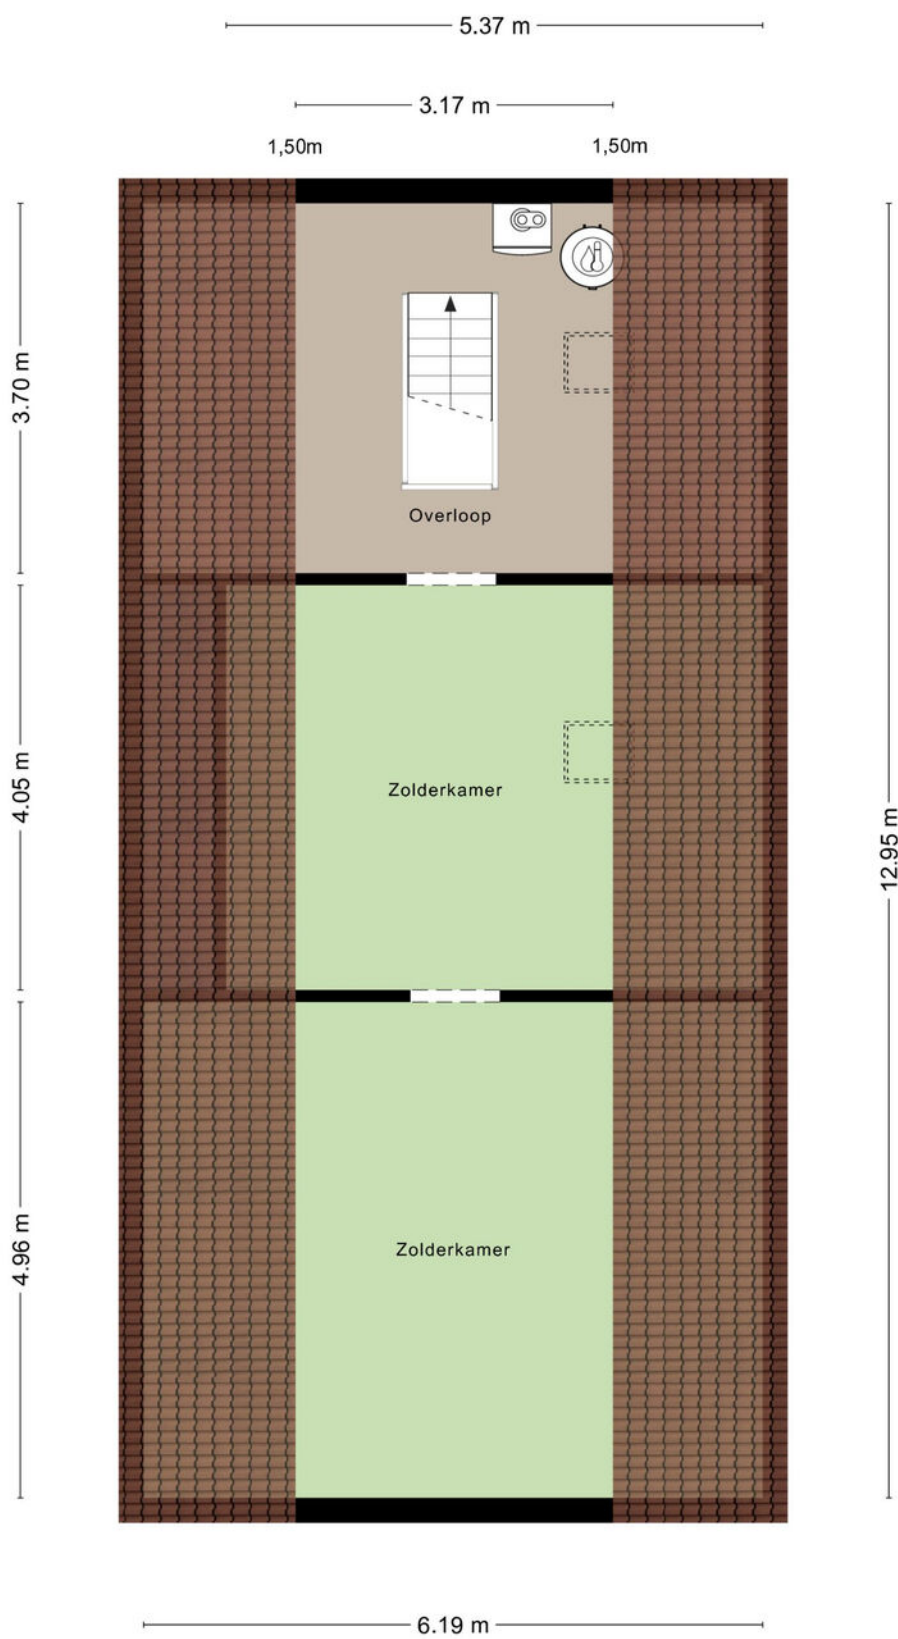 5.37 m
3.17 m
1,50m 1,50m
3.70 m
Overloop
4.05 m
Zolderkamer
12.95 m
4.96 m
Zolderkamer
6.19 m